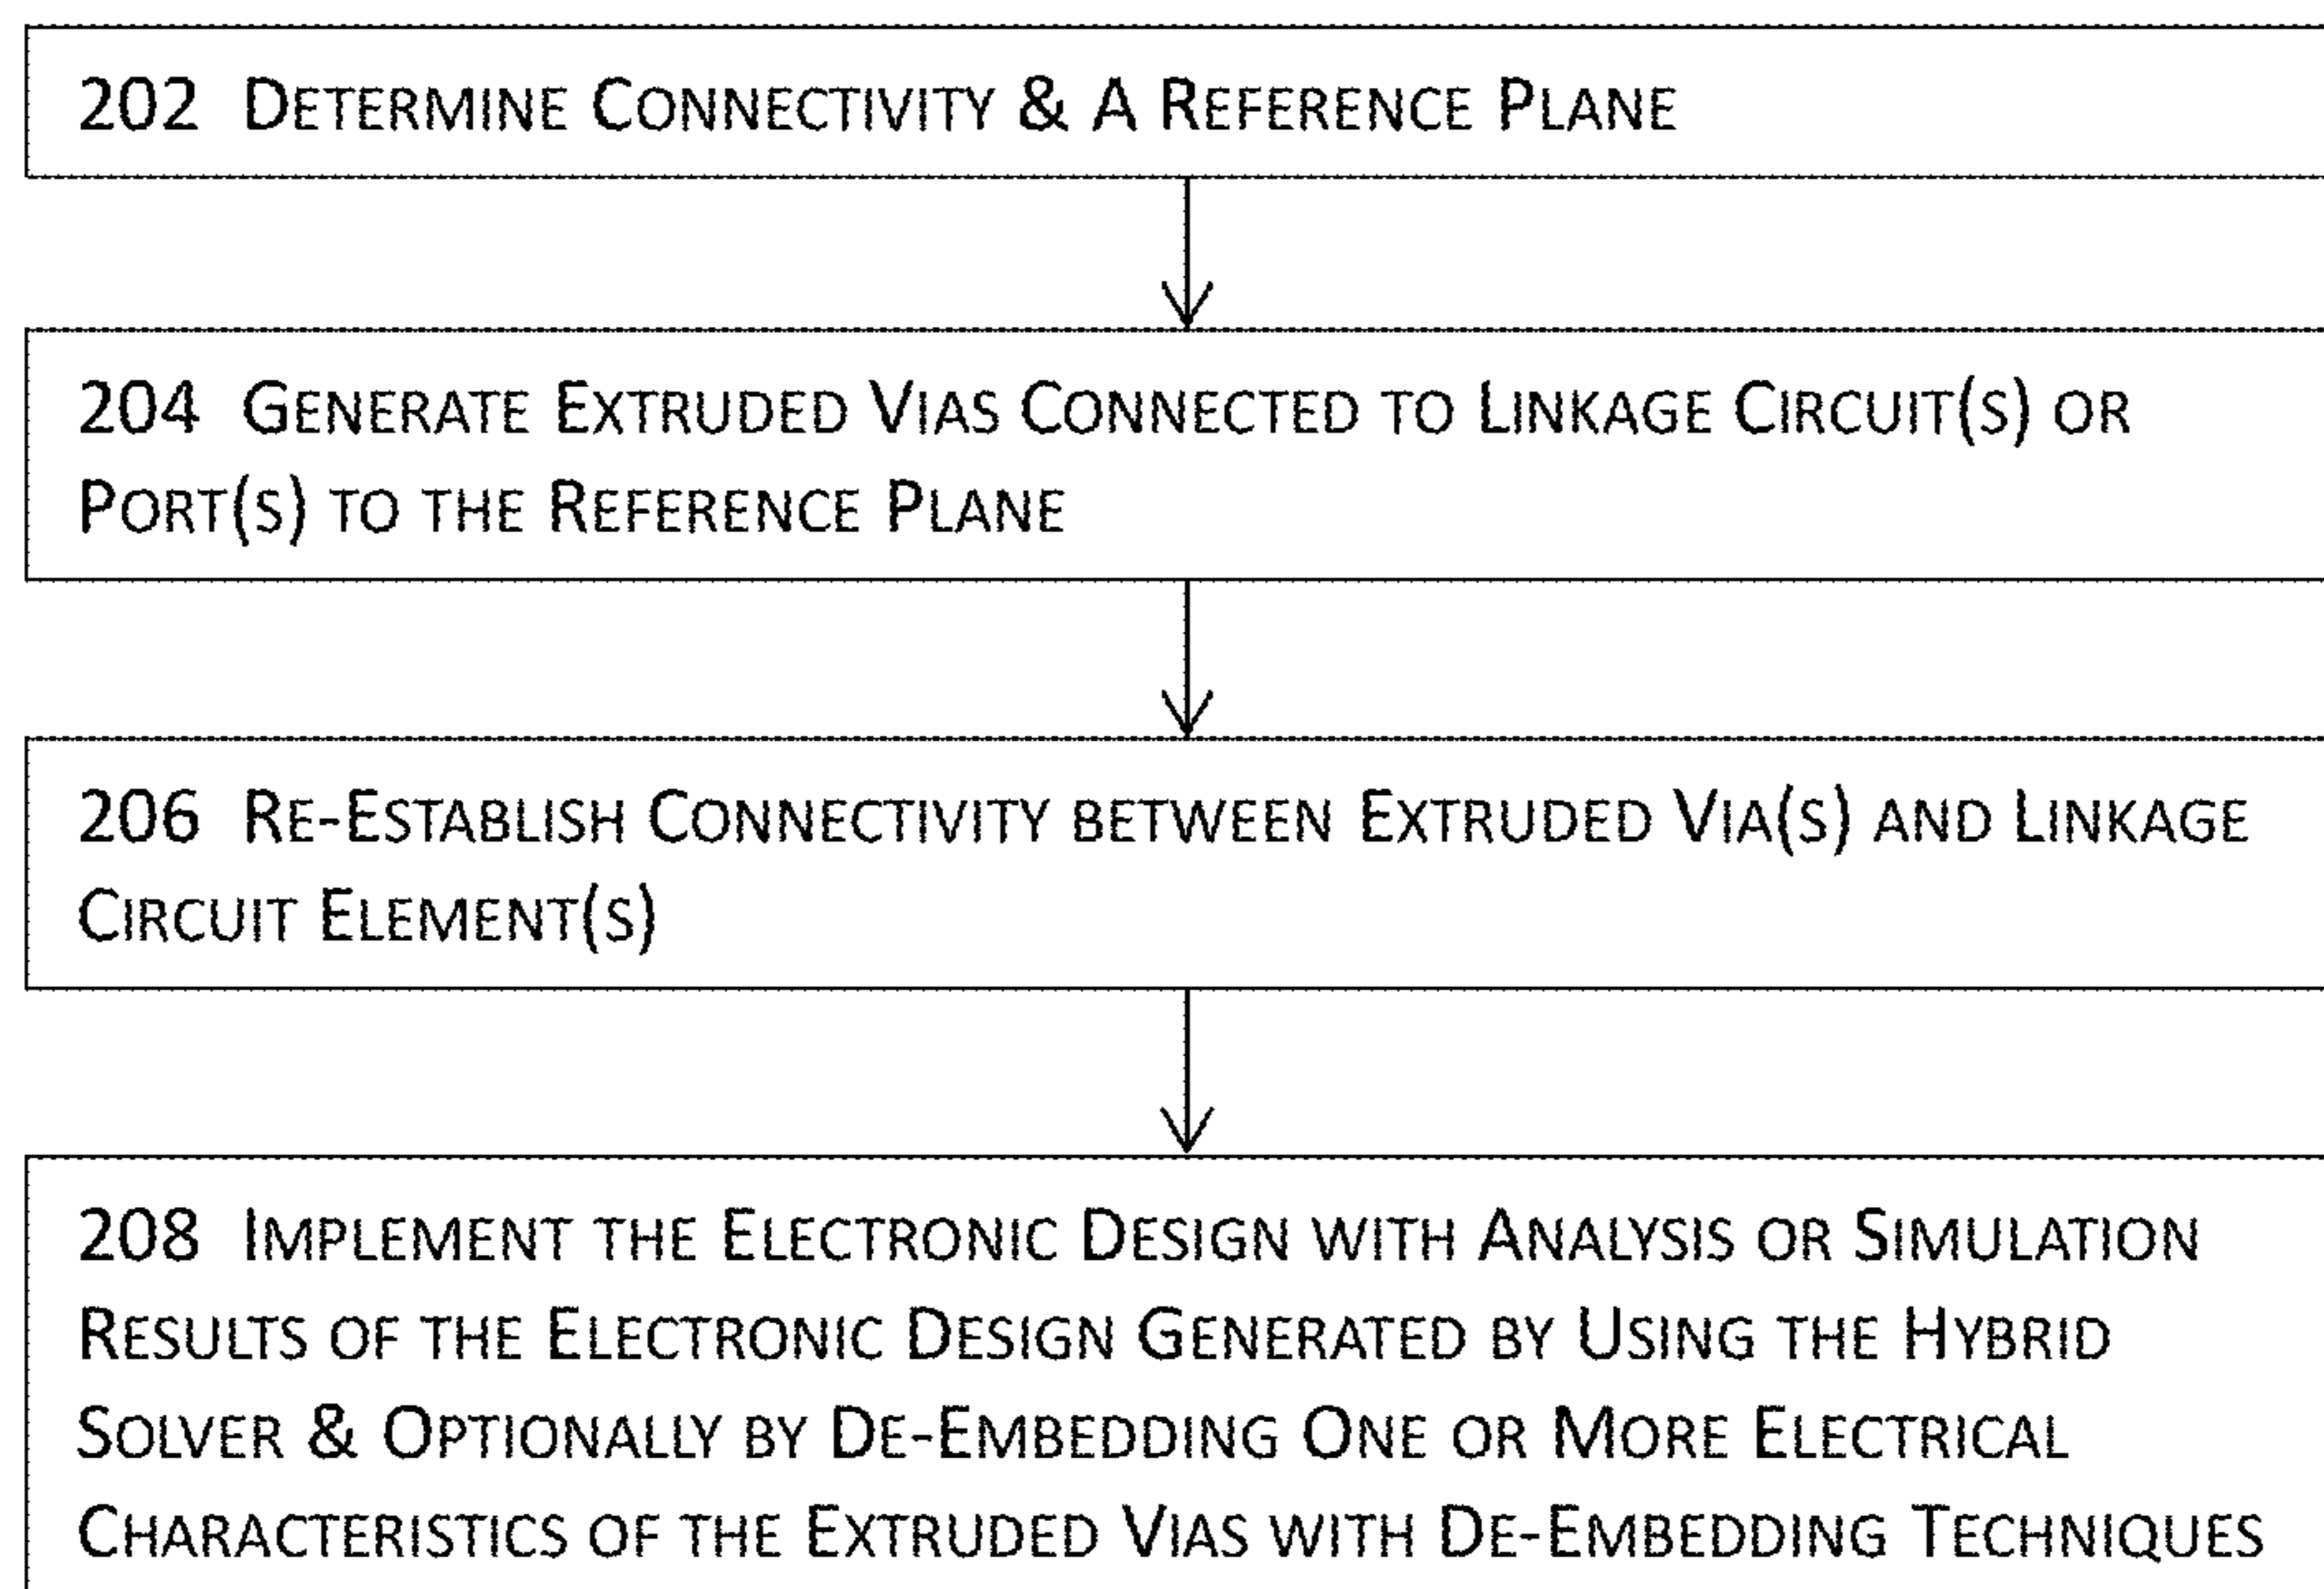 202 Determine Connectivity & A Reference Plane
204 Generate Extruded Vias Connected to Linkage Circuit(s) or
Port(s) to the Reference Plane
206 Re-Establish Connectivity between Extruded Via(s) and Linkage
Circuit Element(s)
208 Implement the Electronic Design with Analysis or Simulation
Results of the Electronic Design Generated by Using the Hybrid
Solver & Optionally by De-Embedding One or More Electrical
Characteristics of the Extruded Vias with De-Embedding Techniques